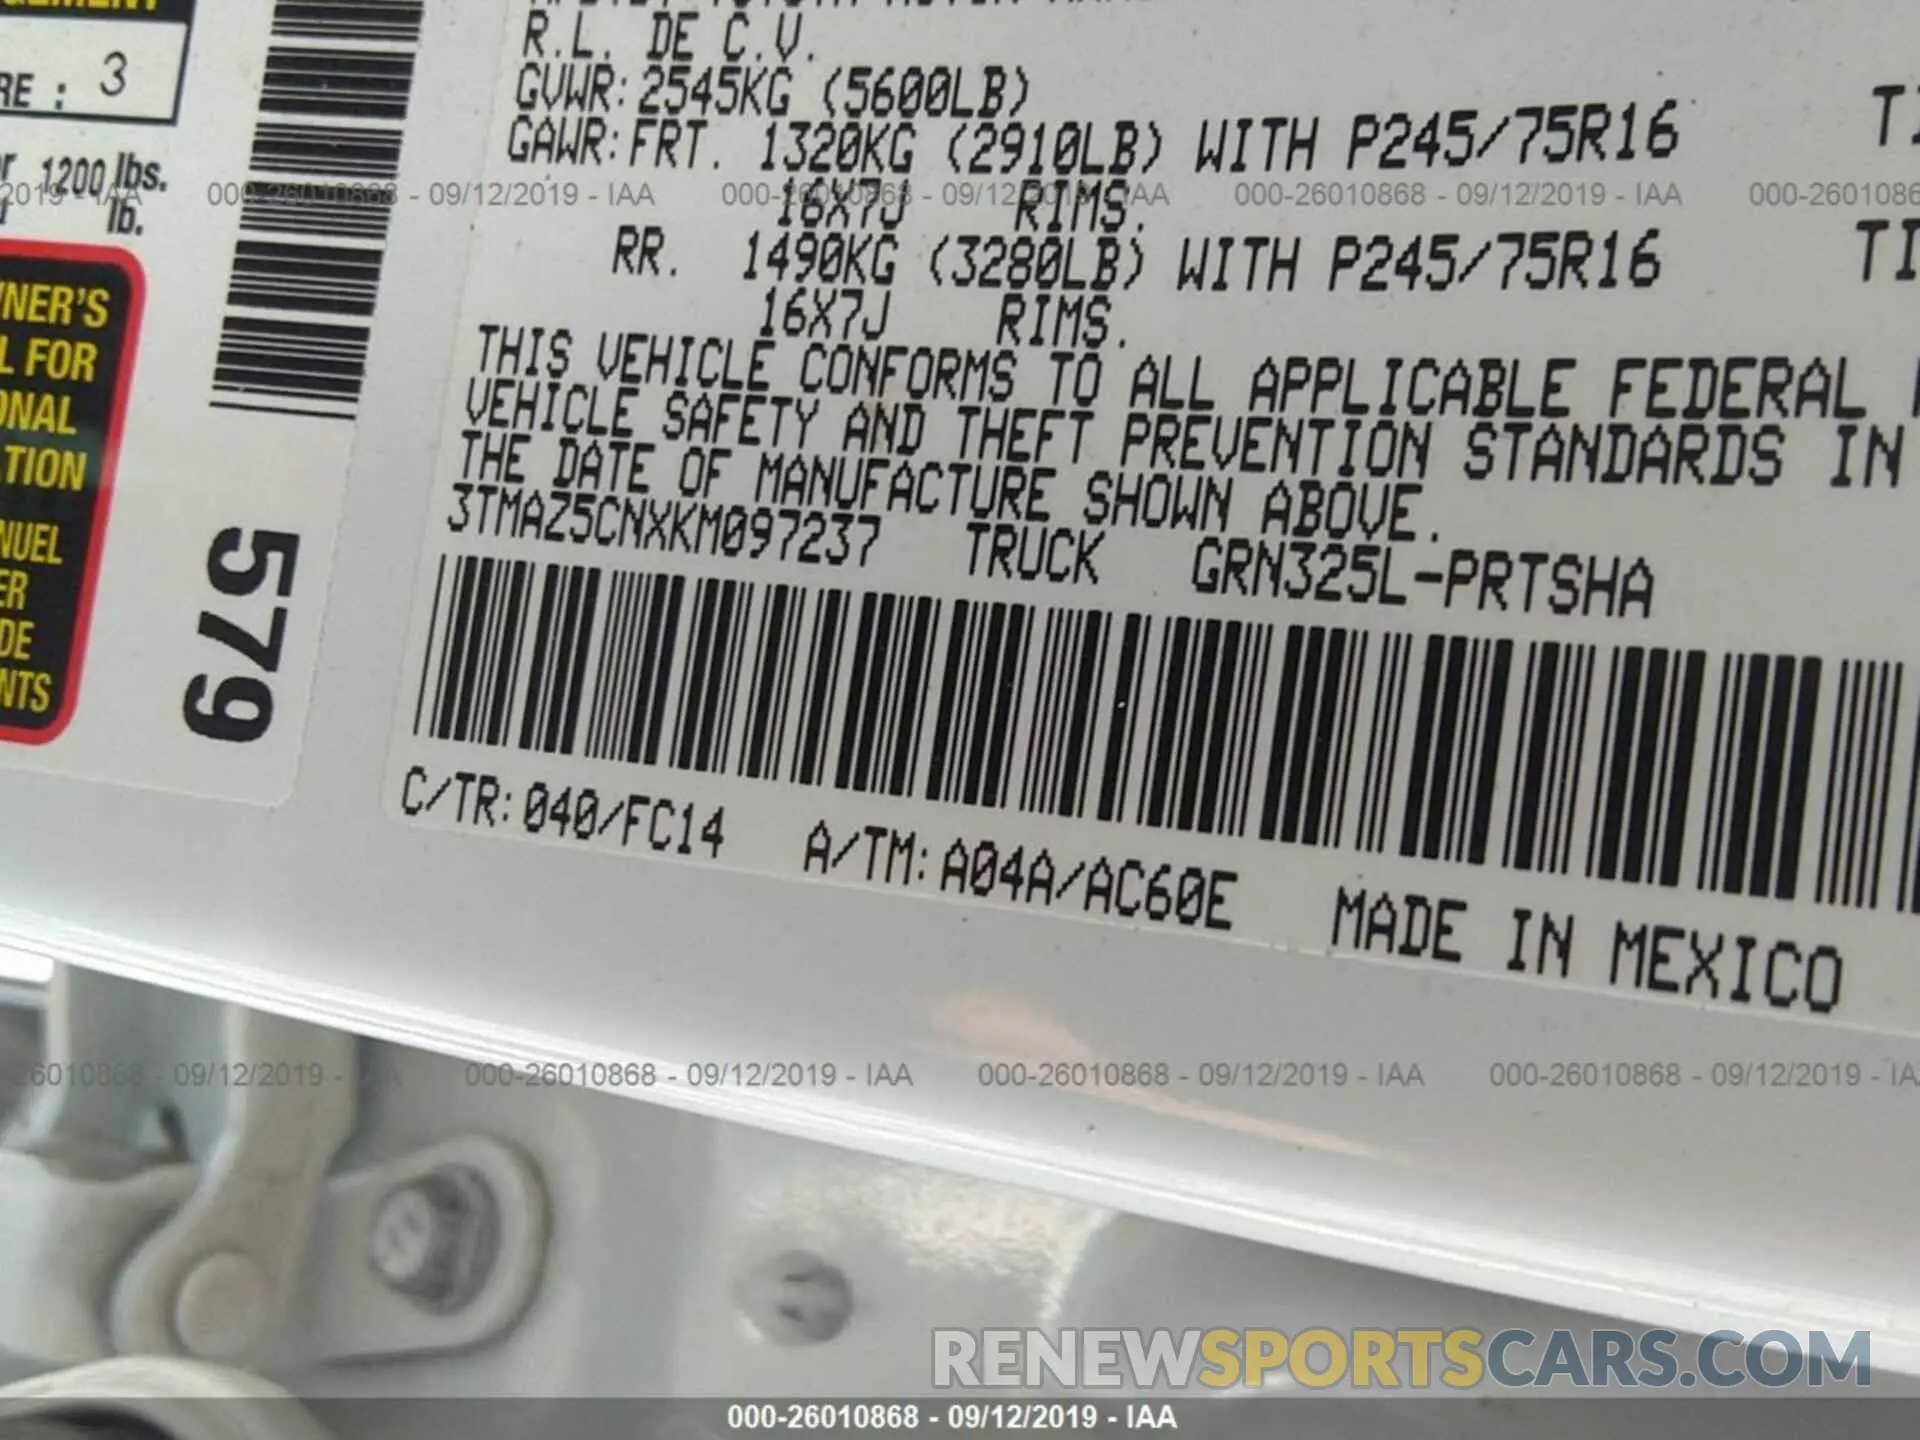 R.L. DE C.V.
GVWR: 2545KG (5600LB)
GAWR: FRT. 1320KG (2910LB) WITH P245/75R16
16X7J RIMS.
RR. 1490KG (3280LB) WITH P245/75R16
16X7J RIMS.
THIS VEHICLE CONFORMS TO ALL APPLICABLE FEDERAL
VEHICLE SAFETY AND THEFT PREVENTION STANDARDS IN
THE DATE OF MANUFACTURE SHOWN ABOVE.
3TMAZ5CNXKM097237 TRUCK GRN325L-PRTSHA
C/TR: 040/FC14 A/TM: A04A/AC60E MADE IN MEXICO
3
1200 lbs.
lb.
FOR
579
000-26010868 - 09/12/2019 - IAA 000-26010868 - 09/12/2019 - IAA 000-26010868 - 09/12/2019 - IAA
09/12/2019 - 000-26010868 - 09/12/2019 - IAA 000-26010868 - 09/12/2019 - IAA 000-26010868 - 09/12/2019
RENEWSPORTSCARS.COM
000-26010868 - 09/12/2019 - IAA